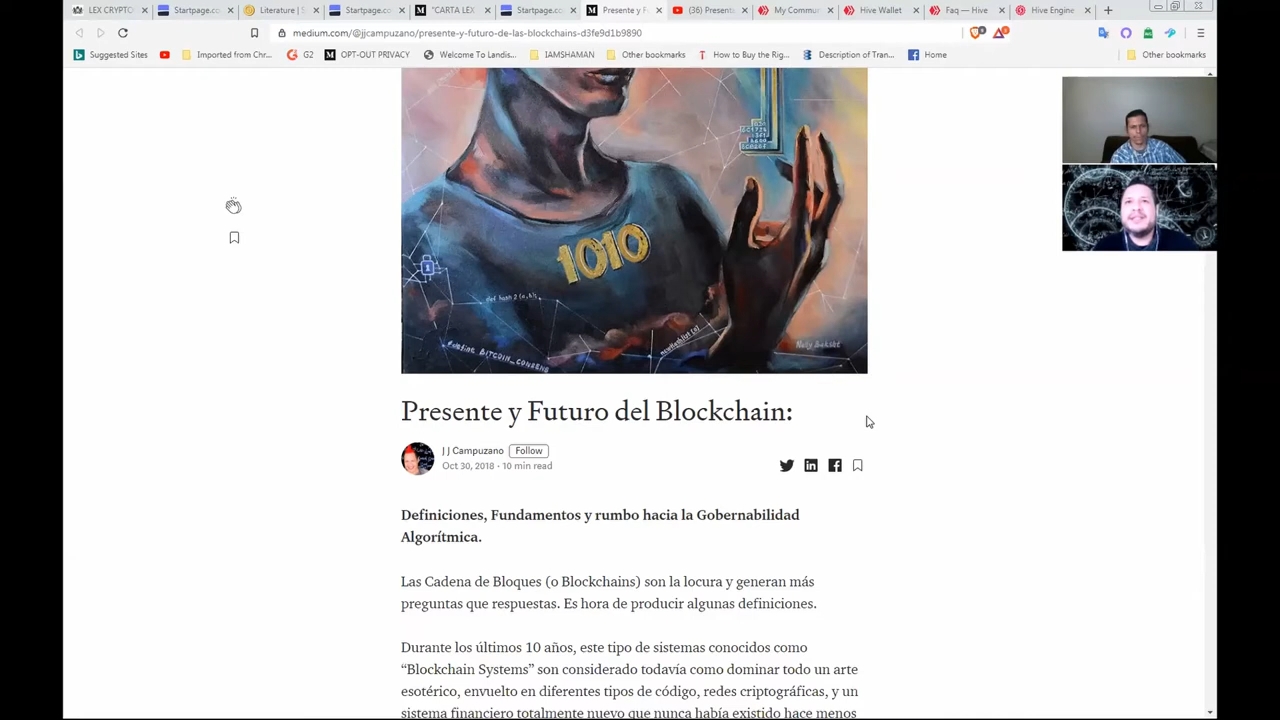 LEX CRYPTO
Startpage.co
Literature | S
Startpage.co
"CARTA LEX
Startpage.co
Presente y F
(36) Present
My Commu
Hive Wallet
Faq — Hive
Hive Engine
medium.com/@jjcampuzano/presente-y-futuro-de-las-blockchains-d3fe9d1b9890
Suggested Sites
Imported from Chr...
G2
OPT-OUT PRIVACY
Welcome To Landis...
IAMSHAMAN
Other bookmarks
How to Buy the Rig...
Description of Tran...
Home
Other bookmarks
1010
#define BITCOIN_CONSENS
Presente y Futuro del Blockchain:
J J Campuzano
Follow
Oct 30, 2018 · 10 min read
Definiciones, Fundamentos y rumbo hacia la Gobernabilidad
Algorítmica.
Las Cadena de Bloques (o Blockchains) son la locura y generan más
preguntas que respuestas. Es hora de producir algunas definiciones.
Durante los últimos 10 años, este tipo de sistemas conocidos como
“Blockchain Systems” son considerado todavía como dominar todo un arte
esotérico, envuelto en diferentes tipos de código, redes criptográficas, y un
sistema financiero totalmente nuevo que nunca había existido hace menos